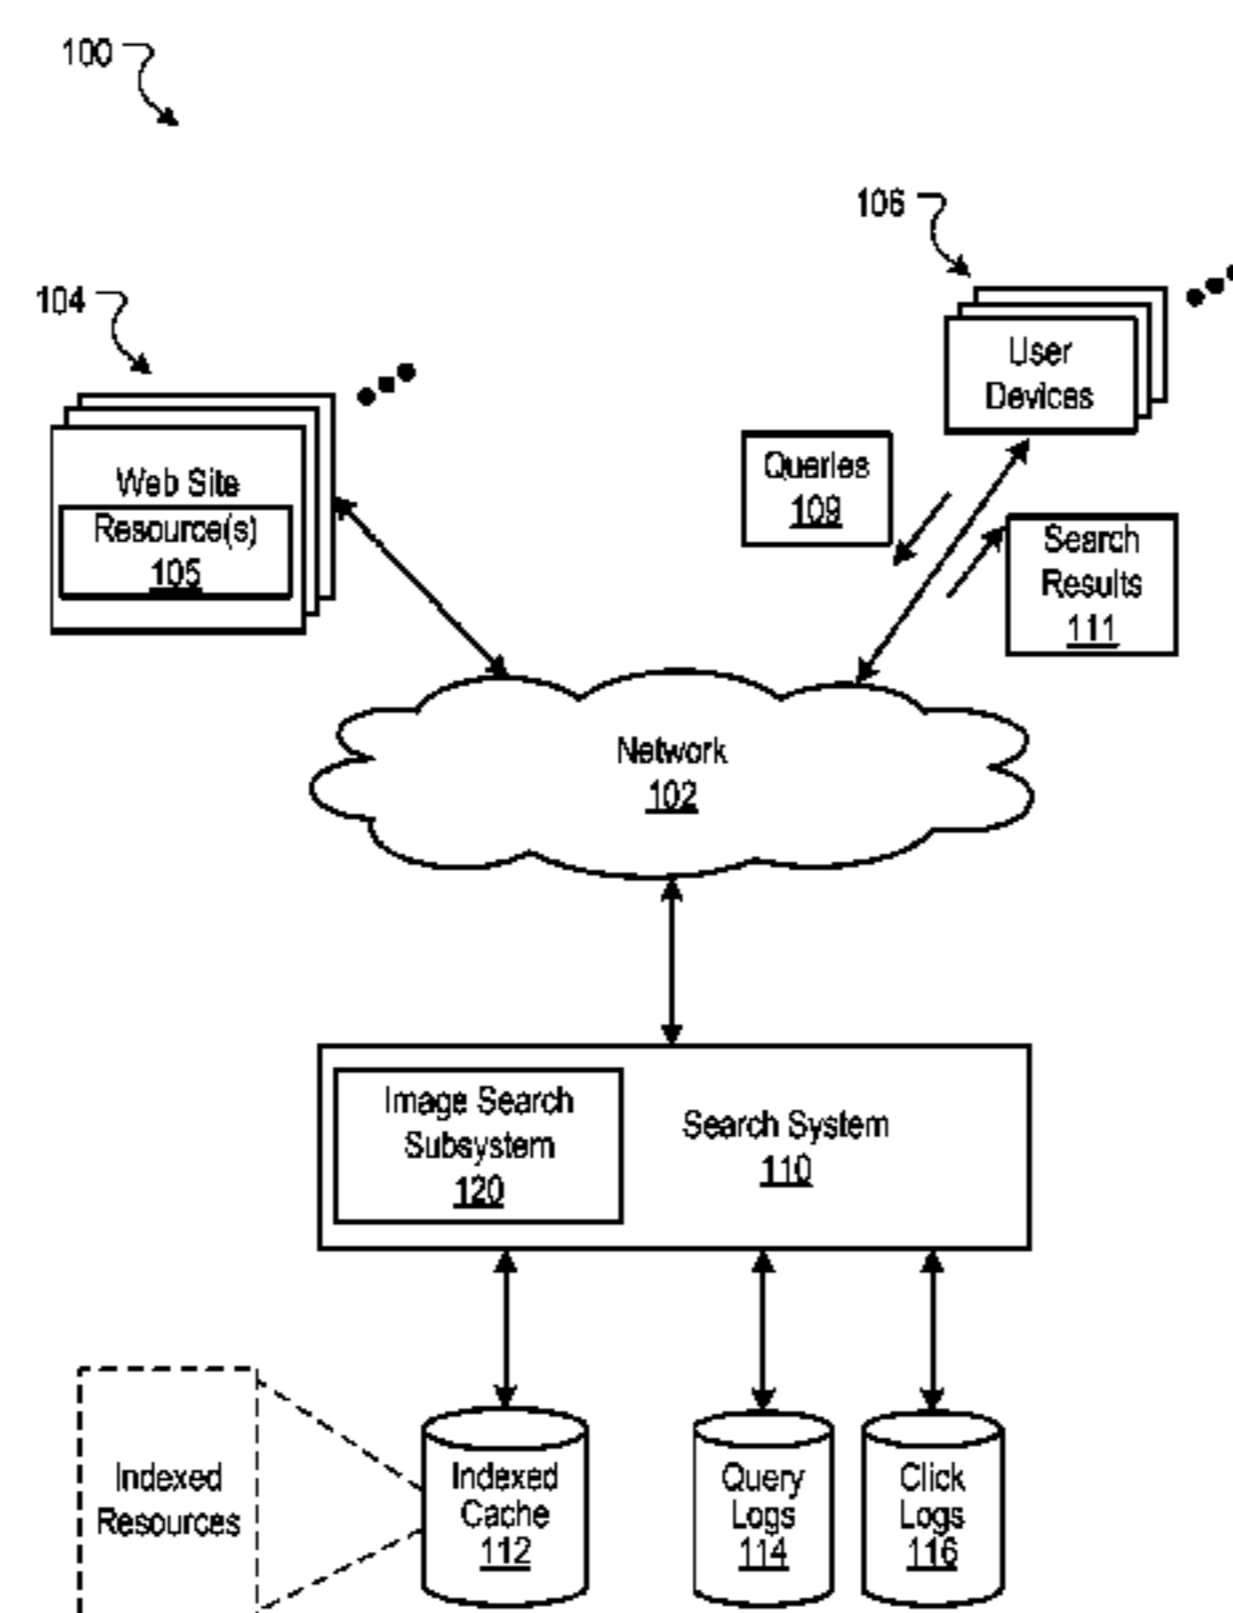 100
106
104
User
Devices
Queries
109
Web Site
Resource(s)
105
Search
Results
111
Network
102
Image Search
Subsystem
120
Search System
110
Indexed
Resources
Indexed
Cache
112
Query
Logs
114
Click
Logs
116